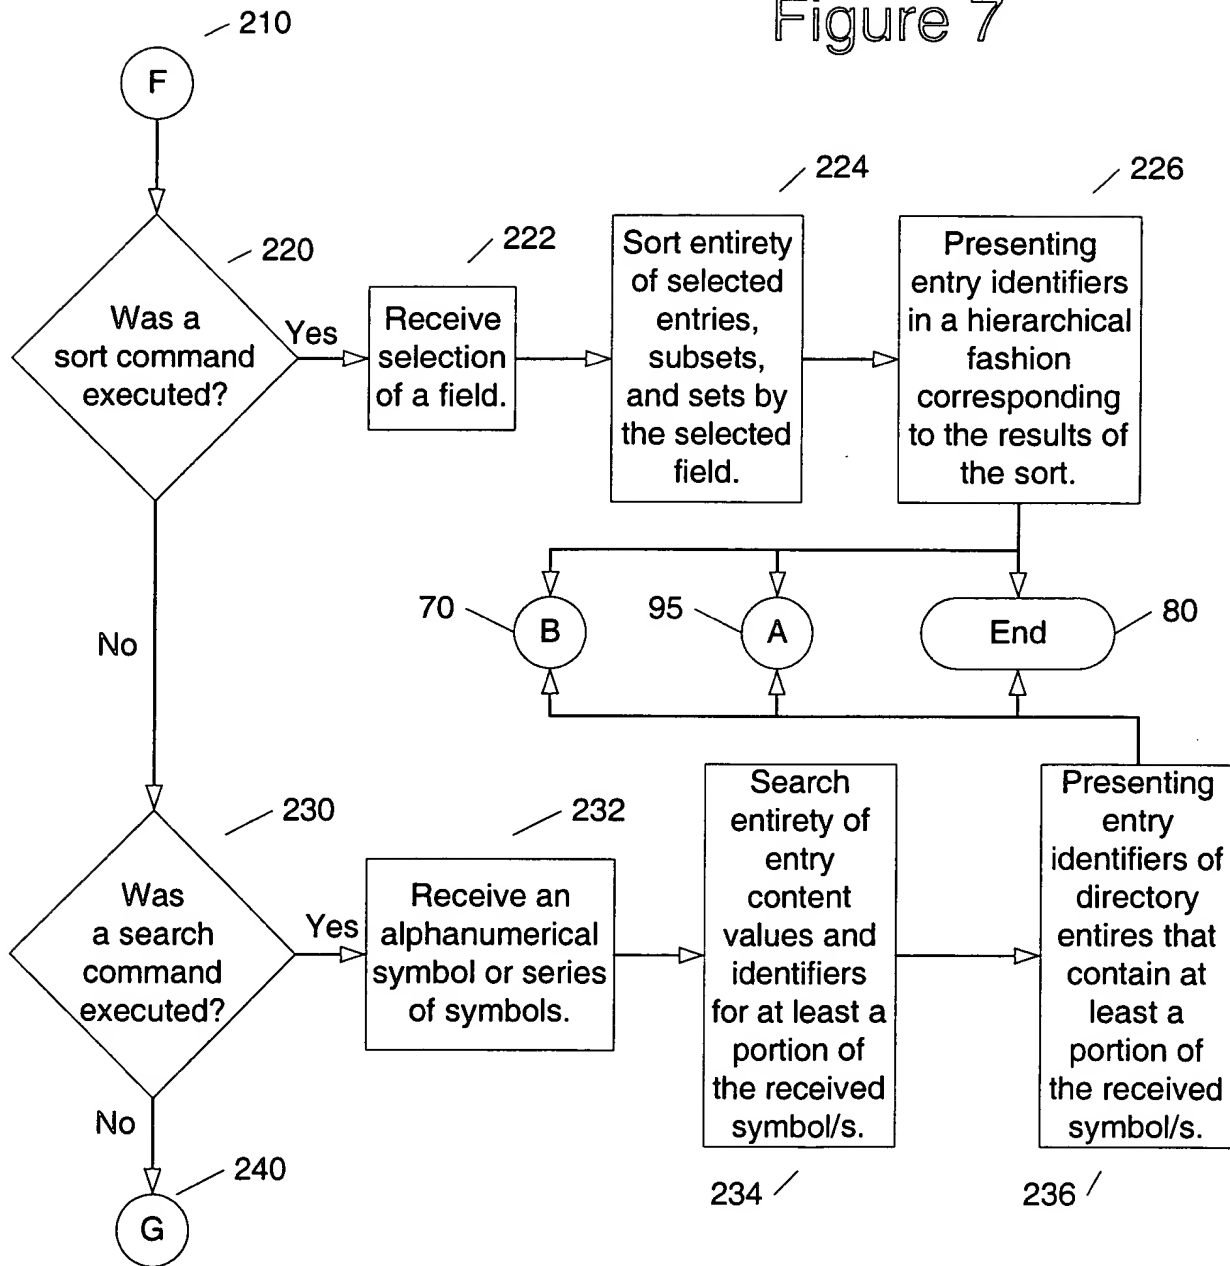 Figure 7
210
F
220
Was a
sort command
executed?
Yes
222
Receive
selection
of a field.
224
Sort entirety
of selected
entries,
subsets,
and sets by
the selected
field.
226
Presenting
entry identifiers
in a hierarchical
fashion
corresponding
to the results of
the sort.
No
70
B
95
A
End
80
230
Was
a search
command
executed?
Yes
232
Receive an
alphanumerical
symbol or series
of symbols.
Search
entirety of
entry
content
values and
identifiers
for at least a
portion of
the received
symbol/s.
234
Presenting
entry
identifiers of
directory
entires that
contain at
least a
portion of
the received
symbol/s.
236
No
240
G